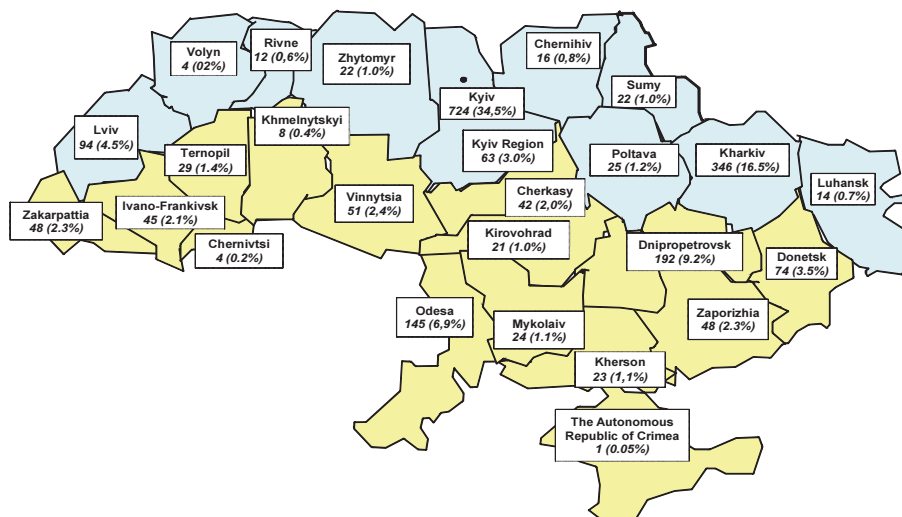 Volyn
4 (02%)
Rivne
12 (0,6%)
Zhytomyr
22 (1.0%)
Chernihiv
16 (0,8%)
Sumy
22 (1.0%)
Kyiv
724 (34,5%)
Lviv
94 (4.5%)
Khmelnytskyi
8 (0.4%)
Ternopil
29 (1.4%)
Kyiv Region
63 (3.0%)
Poltava
25 (1.2%)
Kharkiv
346 (16.5%)
Luhansk
14 (0.7%)
Zakarpattia
48 (2.3%)
Ivano-Frankivsk
45 (2.1%)
Vinnytsia
51 (2,4%)
Cherkasy
42 (2,0%)
Chernivtsi
4 (0.2%)
Kirovohrad
21 (1.0%)
Dnipropetrovsk
192 (9.2%)
Donetsk
74 (3.5%)
Odesa
145 (6,9%)
Mykolaiv
24 (1.1%)
Zaporizhia
48 (2.3%)
Kherson
23 (1,1%)
The Autonomous
Republic of Crimea
1 (0.05%)